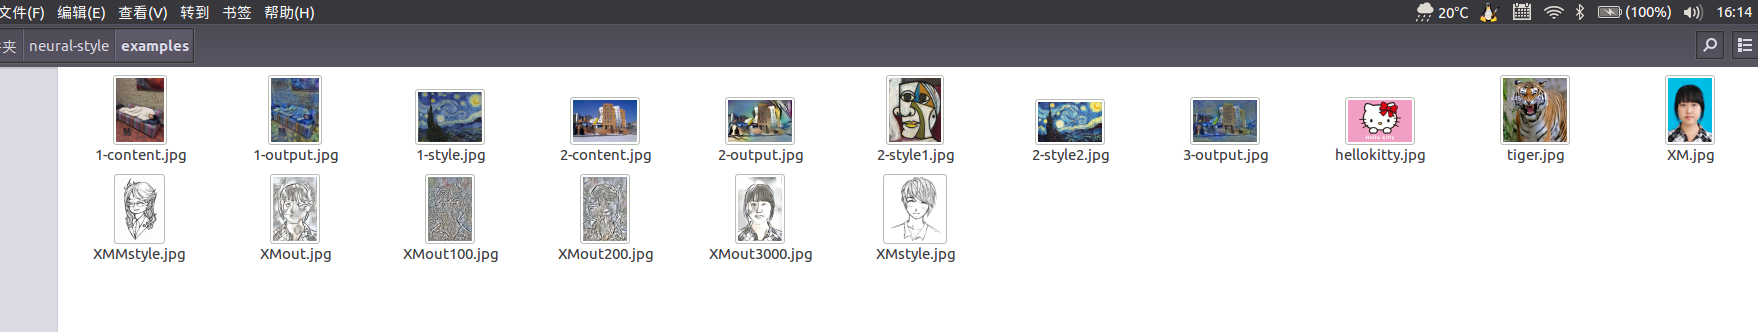 文件(F) 编辑(E) 查看(V) 转到 书签 帮助(H) 20°C (100%) 16:14
夹 neural-style examples
1-content.jpg 1-output.jpg 1-style.jpg 2-content.jpg 2-output.jpg 2-style1.jpg 2-style2.jpg 3-output.jpg hellokitty.jpg tiger.jpg XM.jpg
XMMstyle.jpg XMout.jpg XMout100.jpg XMout200.jpg XMout3000.jpg XMstyle.jpg